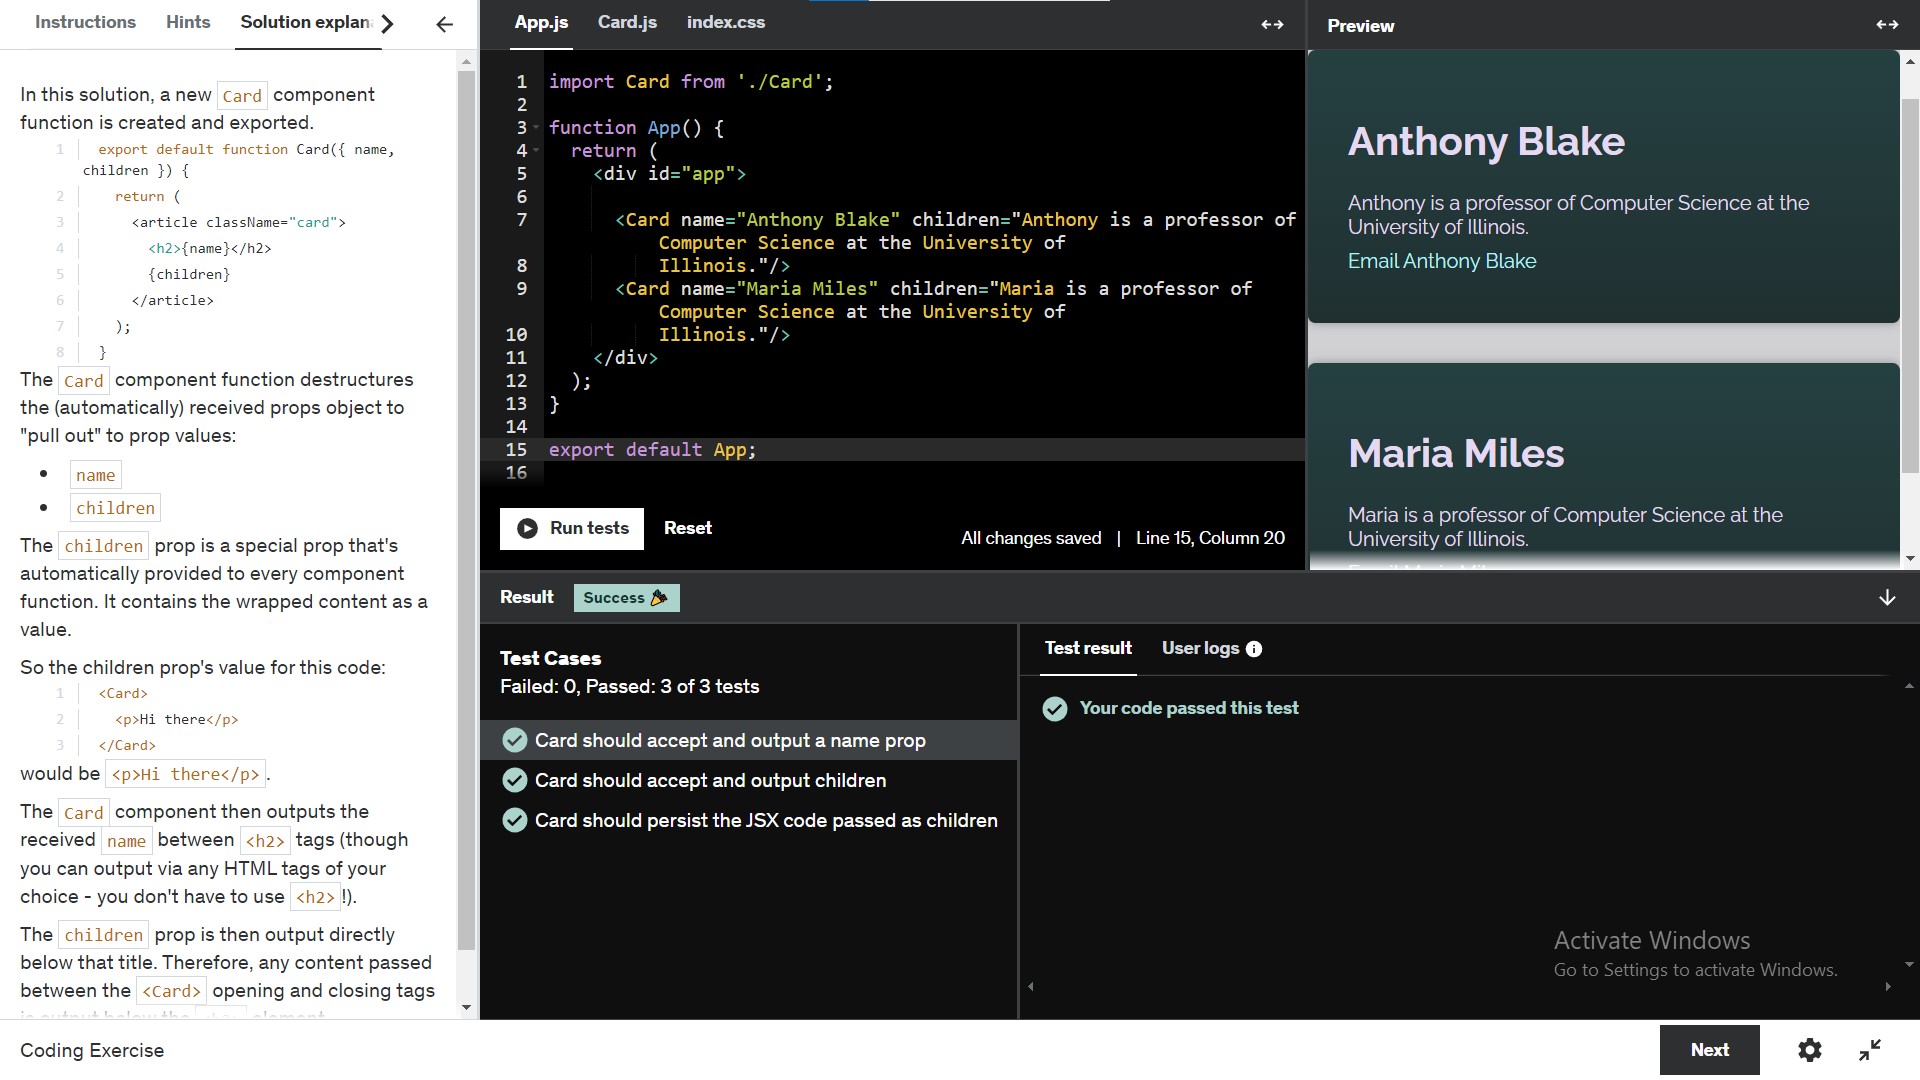 Instructions Hints Solution explan
In this solution, a new Card component
function is created and exported.
1 export default function Card({ name,
children }) {
2 return (
3 <article className="card">
4 <h2>{name}</h2>
5 {children}
6 </article>
7 );
8 }
The Card component function destructures
the (automatically) received props object to
"pull out" to prop values:
• name
• children
The children prop is a special prop that's
automatically provided to every component
function. It contains the wrapped content as a
value.
So the children prop's value for this code:
1 <Card>
2 <p>Hi there</p>
3 </Card>
would be <p>Hi there</p>.
The Card component then outputs the
received name between <h2> tags (though
you can output via any HTML tags of your
choice - you don't have to use <h2>!).
The children prop is then output directly
below that title. Therefore, any content passed
between the <Card> opening and closing tags
is output below the <h2> element.
App.js Card.js index.css
1 import Card from './Card';
2
3 function App() {
4 return (
5 <div id="app">
6
7 <Card name="Anthony Blake" children="Anthony is a professor of
Computer Science at the University of
8 Illinois."/>
9 <Card name="Maria Miles" children="Maria is a professor of
Computer Science at the University of
10 Illinois."/>
11 </div>
12 );
13 }
14
15 export default App;
16
Run tests Reset
All changes saved | Line 15, Column 20
Preview
Anthony Blake
Anthony is a professor of Computer Science at the
University of Illinois.
Email Anthony Blake
Maria Miles
Maria is a professor of Computer Science at the
University of Illinois.
Result Success
Test Cases
Failed: 0, Passed: 3 of 3 tests
Card should accept and output a name prop
Card should accept and output children
Card should persist the JSX code passed as children
Test result User logs
Your code passed this test
Activate Windows
Go to Settings to activate Windows.
Coding Exercise
Next